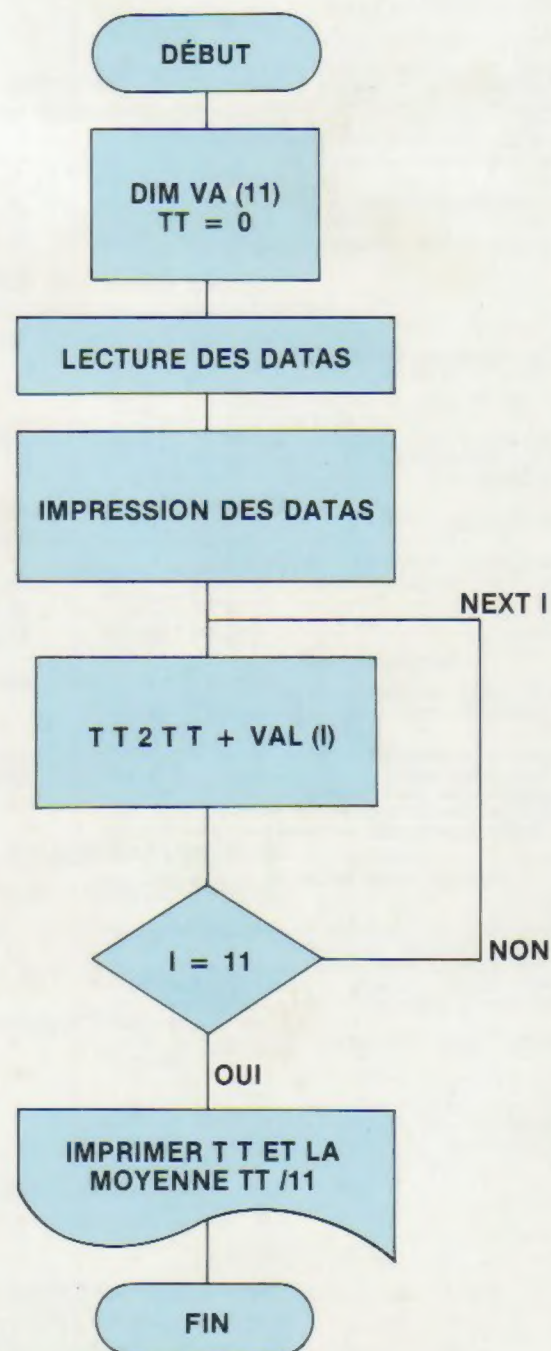 DÉBUT
DIM VA (11)
TT = 0
LECTURE DES DATAS
IMPRESSION DES DATAS
NEXT I
T T 2 T T + VAL (I)
I = 11
NON
OUI
IMPRIMER T T ET LA
MOYENNE TT /11
FIN